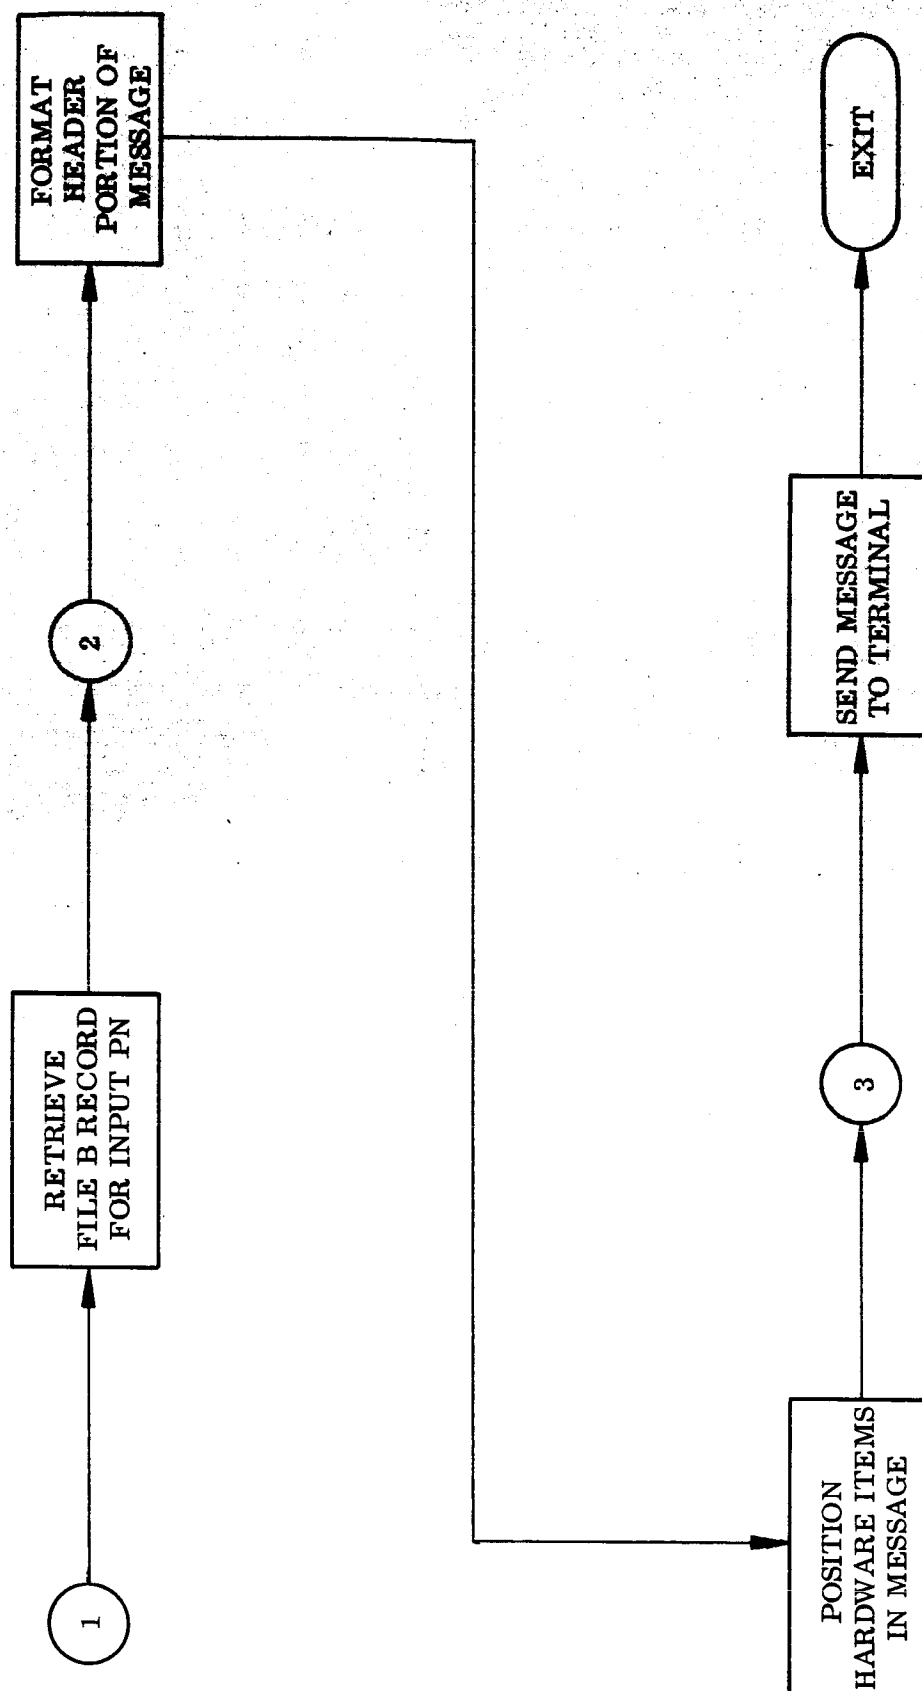 1
RETRIEVE
FILE B RECORD
FOR INPUT PN
2
FORMAT
HEADER
PORTION OF
MESSAGE
POSITION
HARDWARE ITEMS
IN MESSAGE
3
SEND MESSAGE
TO TERMINAL
EXIT